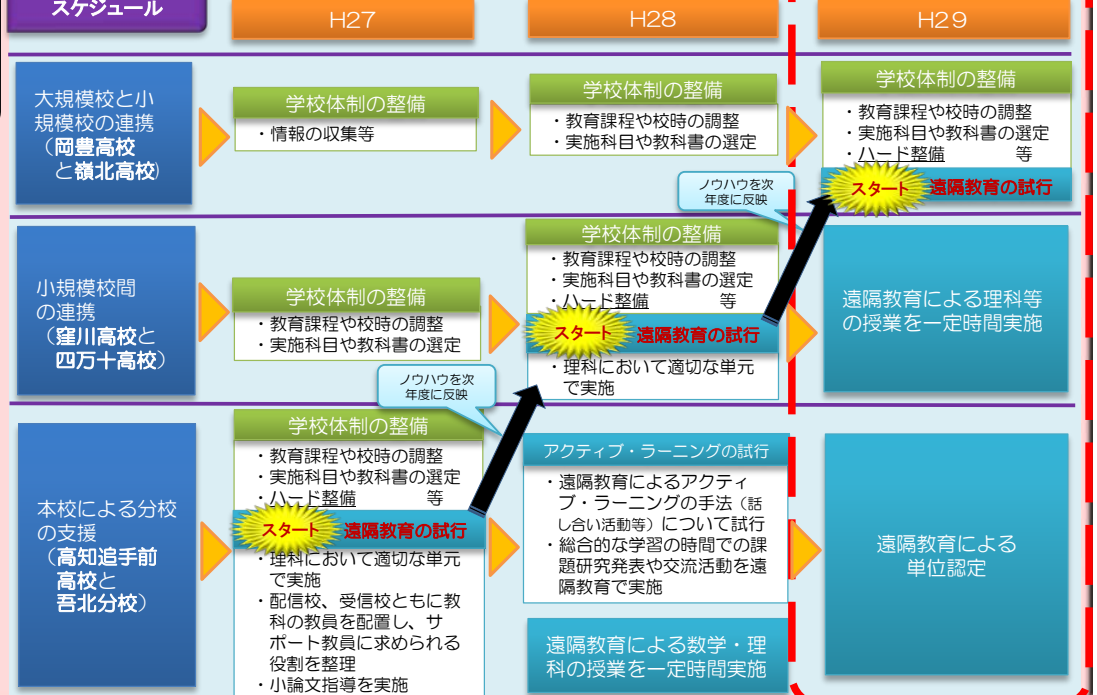 スケジュール
H27
H28
H29
大規模校と小
規模校の連携
（岡豊高校
と嶺北高校）
学校体制の整備
・情報の収集等
学校体制の整備
・教育課程や校時の調整
・実施科目や教科書の選定
学校体制の整備
・教育課程や校時の調整
・実施科目や教科書の選定
・ハード整備　　　等
スタート　遠隔教育の試行
ノウハウを次
年度に反映
小規模校間
の連携
（窪川高校と
四万十高校）
学校体制の整備
・教育課程や校時の調整
・実施科目や教科書の選定
学校体制の整備
・教育課程や校時の調整
・実施科目や教科書の選定
・ハード整備　　　等
スタート　遠隔教育の試行
・理科において適切な単元
で実施
遠隔教育による理科等
の授業を一定時間実施
ノウハウを次
年度に反映
本校による分校
の支援
（高知追手前
高校と
吾北分校）
学校体制の整備
・教育課程や校時の調整
・実施科目や教科書の選定
・ハード整備　　　等
スタート　遠隔教育の試行
・理科において適切な単元
で実施
・配信校、受信校ともに教
科の教員を配置し、サ
ポート教員に求められる
役割を整理
・小論文指導を実施
アクティブ・ラーニングの試行
・遠隔教育によるアクティ
ブ・ラーニングの手法（話
し合い活動等）について試行
・総合的な学習の時間での課
題研究発表や交流活動を遠
隔教育で実施
遠隔教育による数学・理
科の授業を一定時間実施
遠隔教育による
単位認定